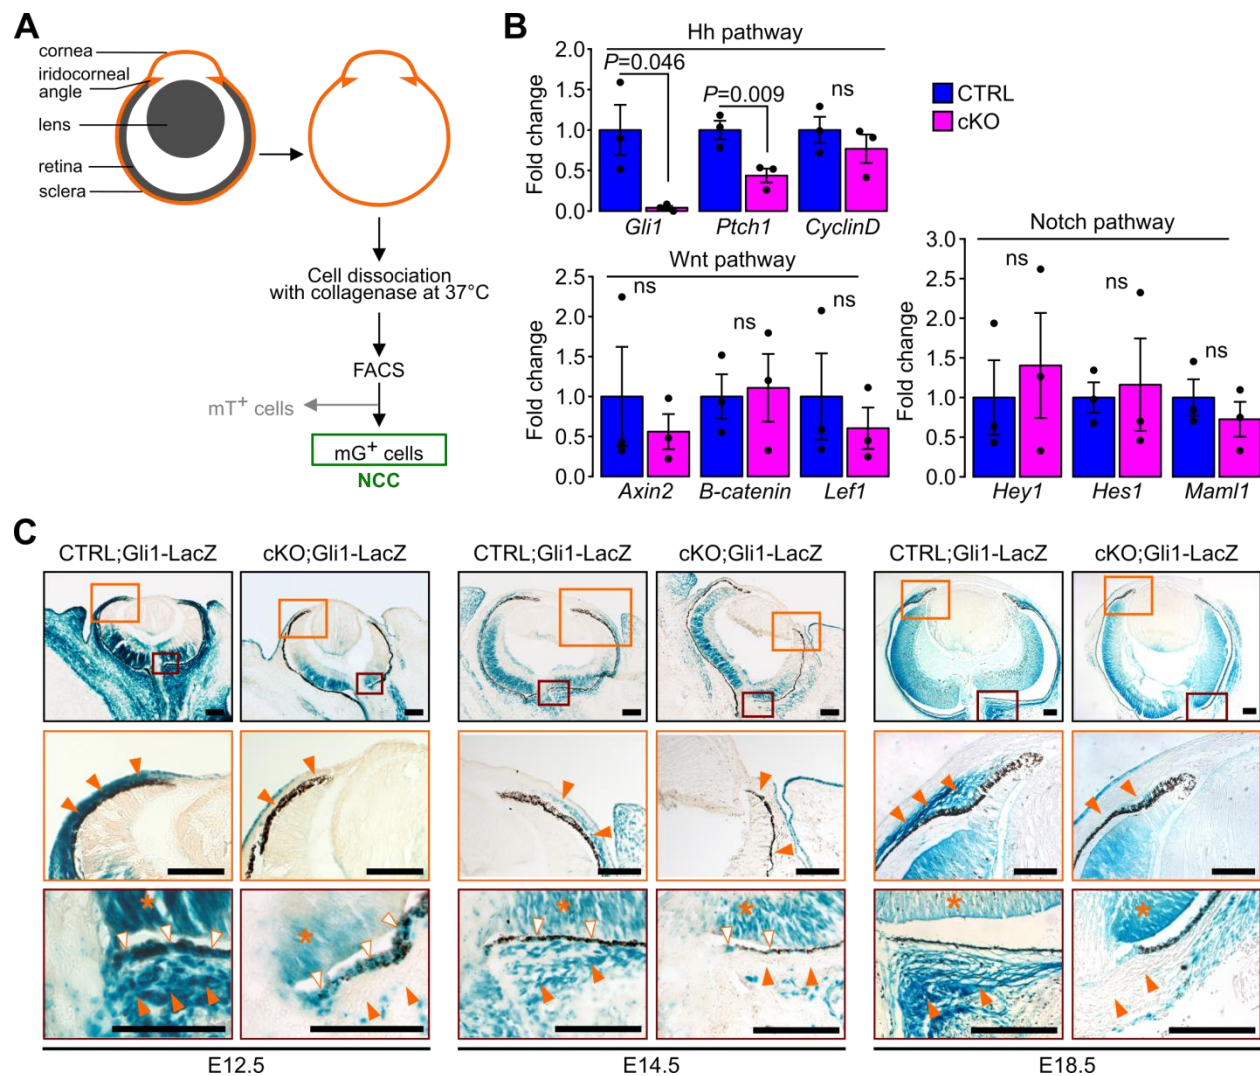 A
cornea
iridocorneal
angle
lens
retina
sclera
Cell dissociation
with collagenase at 37°C
FACS
mT+ cells
mG+ cells
NCC
B
Hh pathway
Fold change
2.0
1.5
1.0
0.5
0.0
P=0.046
P=0.009
ns
Gli1
Ptch1
CyclinD
CTRL
cKO
Wnt pathway
Fold change
2.5
2.0
1.5
1.0
0.5
0.0
ns
ns
ns
Axin2
B-catenin
Lef1
Notch pathway
Fold change
3.0
2.5
2.0
1.5
1.0
0.5
0.0
ns
ns
ns
Hey1
Hes1
Maml1
C
CTRL;Gli1-LacZ
cKO;Gli1-LacZ
CTRL;Gli1-LacZ
cKO;Gli1-LacZ
CTRL;Gli1-LacZ
cKO;Gli1-LacZ
*
*
*
*
*
*
E12.5
E14.5
E18.5